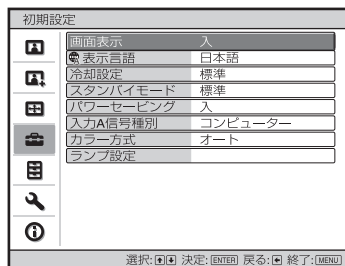 初期設定
画面表示 入
表示言語 日本語
冷却設定 標準
スタンバイモード 標準
パワーセービング 入
入力A信号種別 コンピューター
カラー方式 オート
ランプ設定
選択: 決定:ENTER 戻る: 終了:MENU